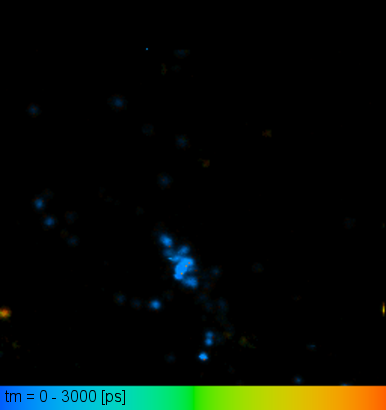 tm = 0 - 3000 [ps]